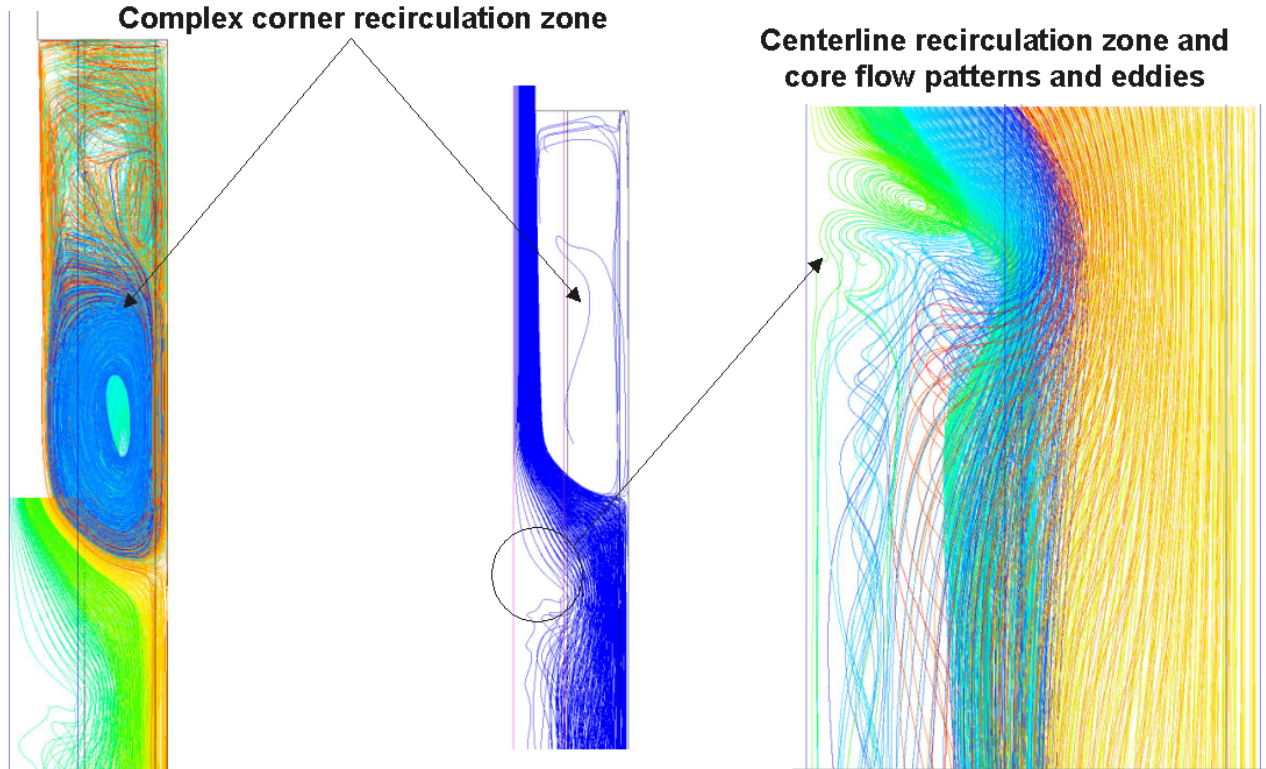 Complex corner recirculation zone
Centerline recirculation zone and
core flow patterns and eddies